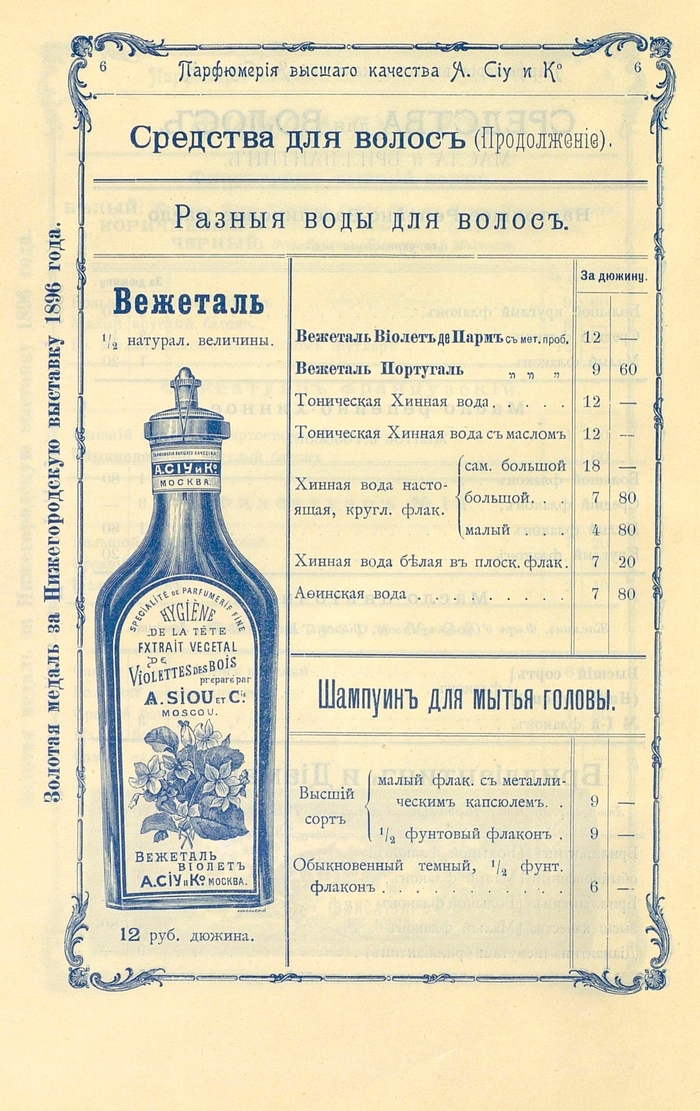 6 Парфюмерія высшаго качества А. Сіу и К° 6
Средства для волосъ (Продолженіе).
Разныя воды для волосъ.
Золотая медаль за Нижегородскую выставку 1896 года.
Вежеталь
1/2 натурал. величины.
А.СІУ и К°
МОСКВА.
SPÉCIALITÉ DE PARFUMERIE FINE
HYGIÈNE
DE LA TÊTE
EXTRAIT VEGETAL
DE
VIOLETTES DES BOIS
préparé par
A. SIOU ET Cie
MOSCOU.
ВЕЖЕТАЛЬ
ВІОЛЕТЪ
А.СІУ и К° МОСКВА.
12 руб. дюжина.
За дюжину.
Вежеталь Віолетъ де Пармъ съ мет. проб. 12 —
Вежеталь Португаль „ „ „ 9 60
Тоническая Хинная вода . . . . 12 —
Тоническая Хинная вода съ масломъ 12 —
Хинная вода насто-
ящая, кругл. флак.
сам. большой 18 —
большой. . . 7 80
малый . . . 4 80
Хинная вода бѣлая въ плоск. флак. 7 20
Аѳинская вода . . . . . . . . 7 80
Шампуинъ для мытья головы.
Высшій
сортъ
малый флак. съ металли-
ческимъ капсюлемъ. . 9 —
1/2 фунтовый флаконъ . 9 —
Обыкновенный темный, 1/2 фунт.
флаконъ . . . . . . . . . . . 6 —